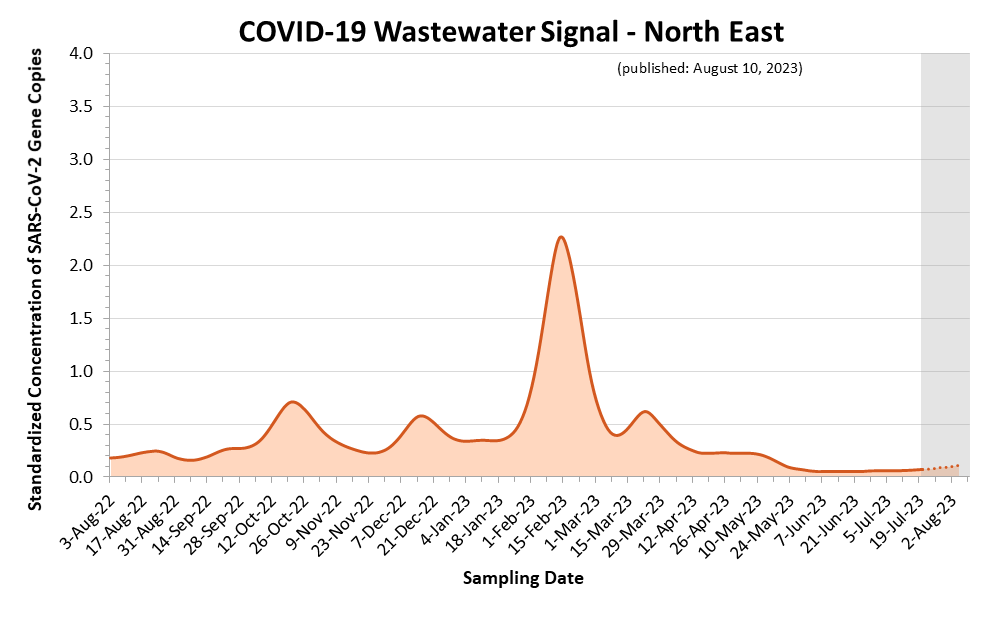 COVID-19 Wastewater Signal - North East
(published: August 10, 2023)
Standardized Concentration of SARS-CoV-2 Gene Copies
4.0
3.5
3.0
2.5
2.0
1.5
1.0
0.5
0.0
3-Aug-22
17-Aug-22
31-Aug-22
14-Sep-22
28-Sep-22
12-Oct-22
26-Oct-22
9-Nov-22
23-Nov-22
7-Dec-22
21-Dec-22
4-Jan-23
18-Jan-23
1-Feb-23
15-Feb-23
1-Mar-23
15-Mar-23
29-Mar-23
12-Apr-23
26-Apr-23
10-May-23
24-May-23
7-Jun-23
21-Jun-23
5-Jul-23
19-Jul-23
2-Aug-23
Sampling Date